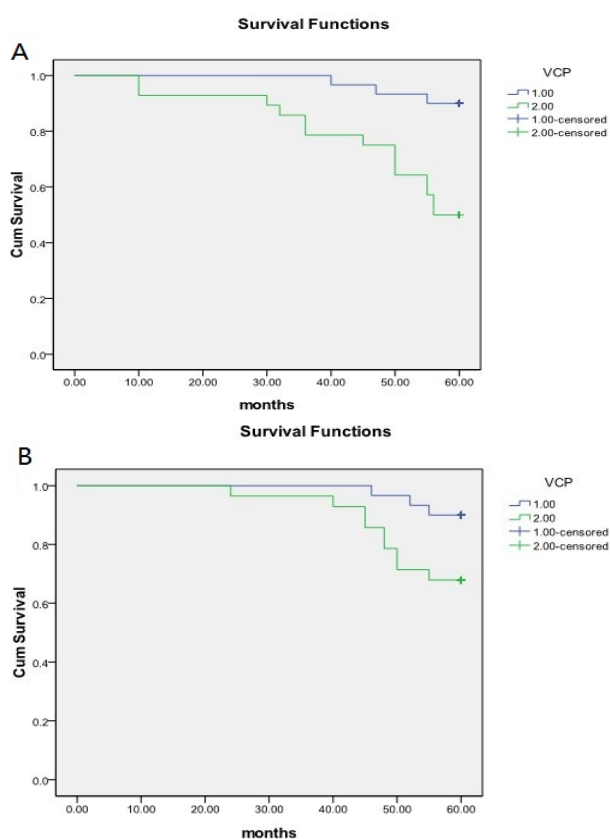 Survival Functions
A
VCP
1.00
2.00
1.00-censored
2.00-censored
Cum Survival
1.0
0.8
0.6
0.4
0.2
0.0
0.00 10.00 20.00 30.00 40.00 50.00 60.00
months
Survival Functions
B
VCP
1.00
2.00
1.00-censored
2.00-censored
Cum Survival
1.0
0.8
0.6
0.4
0.2
0.0
0.00 10.00 20.00 30.00 40.00 50.00 60.00
months